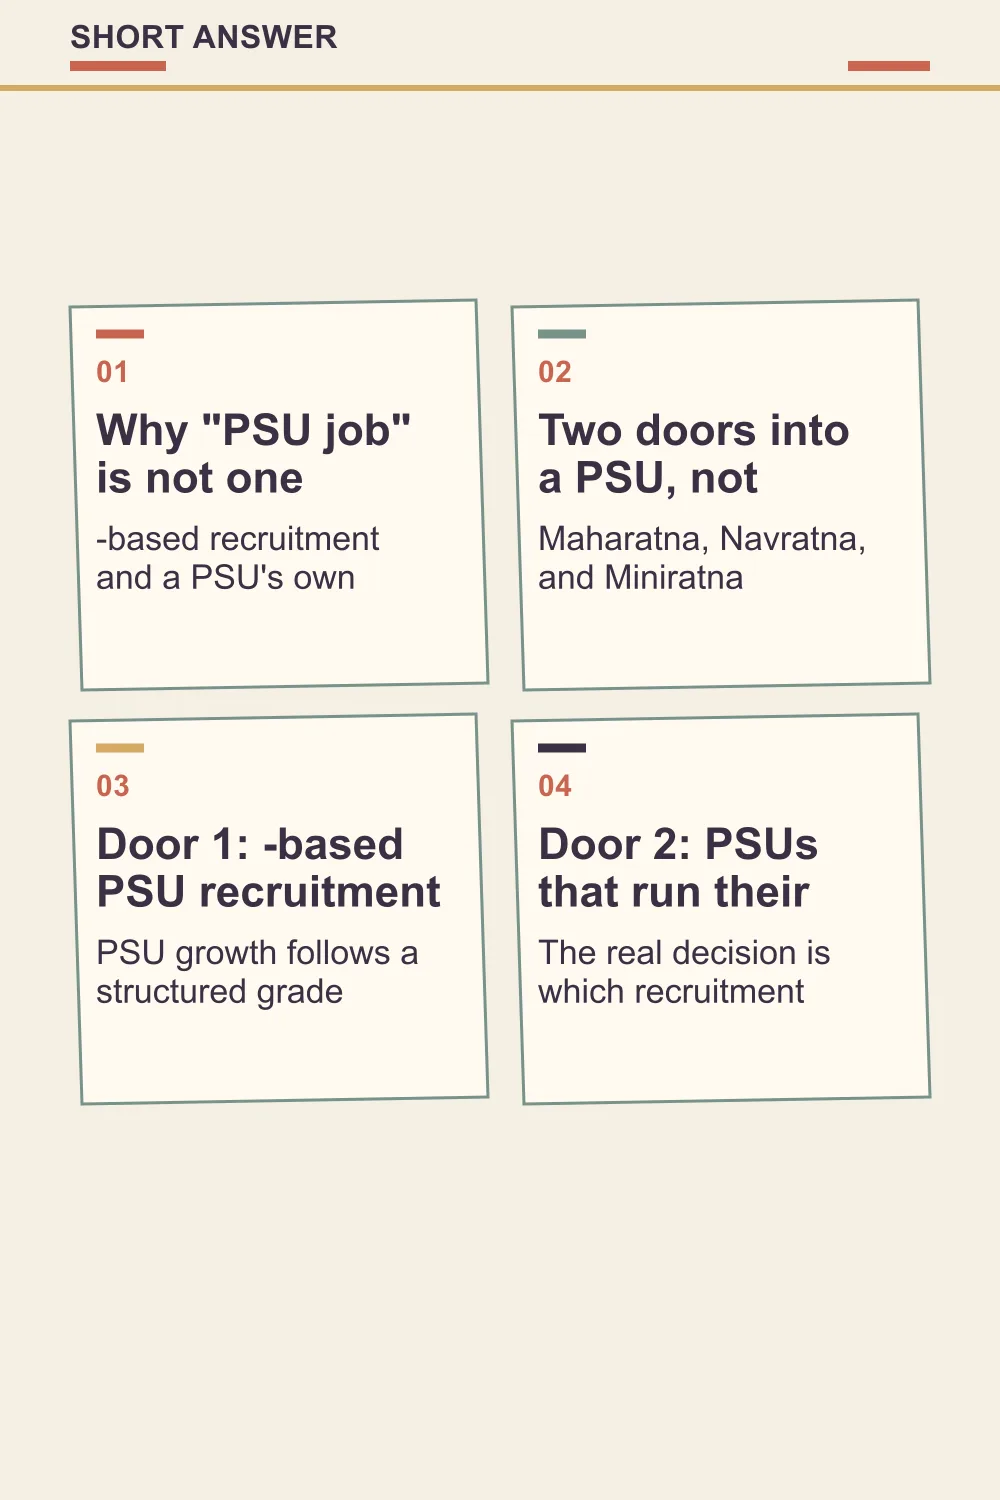 SHORT ANSWER
01
Why "PSU job"
is not one
-based recruitment
and a PSU's own
02
Two doors into
a PSU, not
Maharatna, Navratna,
and Miniratna
03
Door 1: -based
PSU recruitment
PSU growth follows a
structured grade
04
Door 2: PSUs
that run their
The real decision is
which recruitment